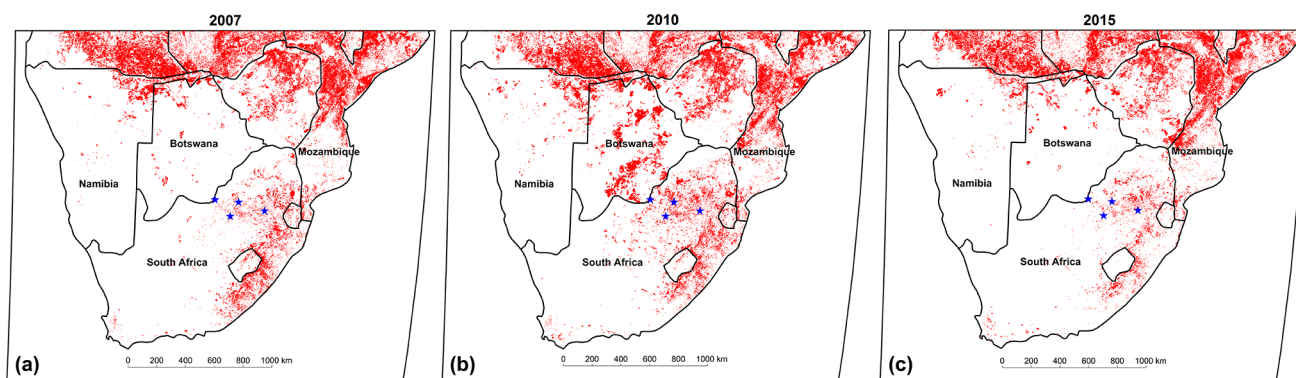 2007
Botswana
Mozambique
Namibia
South Africa
(a)
0 200 400 600 800 1000 km
2010
Botswana
Mozambique
Namibia
South Africa
(b)
0 200 400 600 800 1000 km
2015
Botswana
Mozambique
Namibia
South Africa
(c)
0 200 400 600 800 1000 km